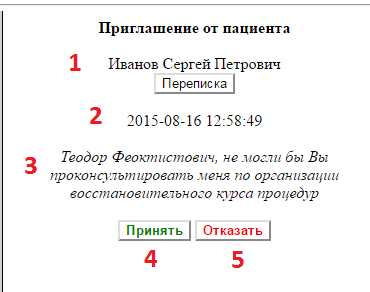 Приглашение от пациента
1 Иванов Сергей Петрович
Переписка
2 2015-08-16 12:58:49
Теодор Феоктистович, не могли бы Вы
3 проконсультировать меня по организации
восстановительного курса процедур
Принять Отказать
4 5